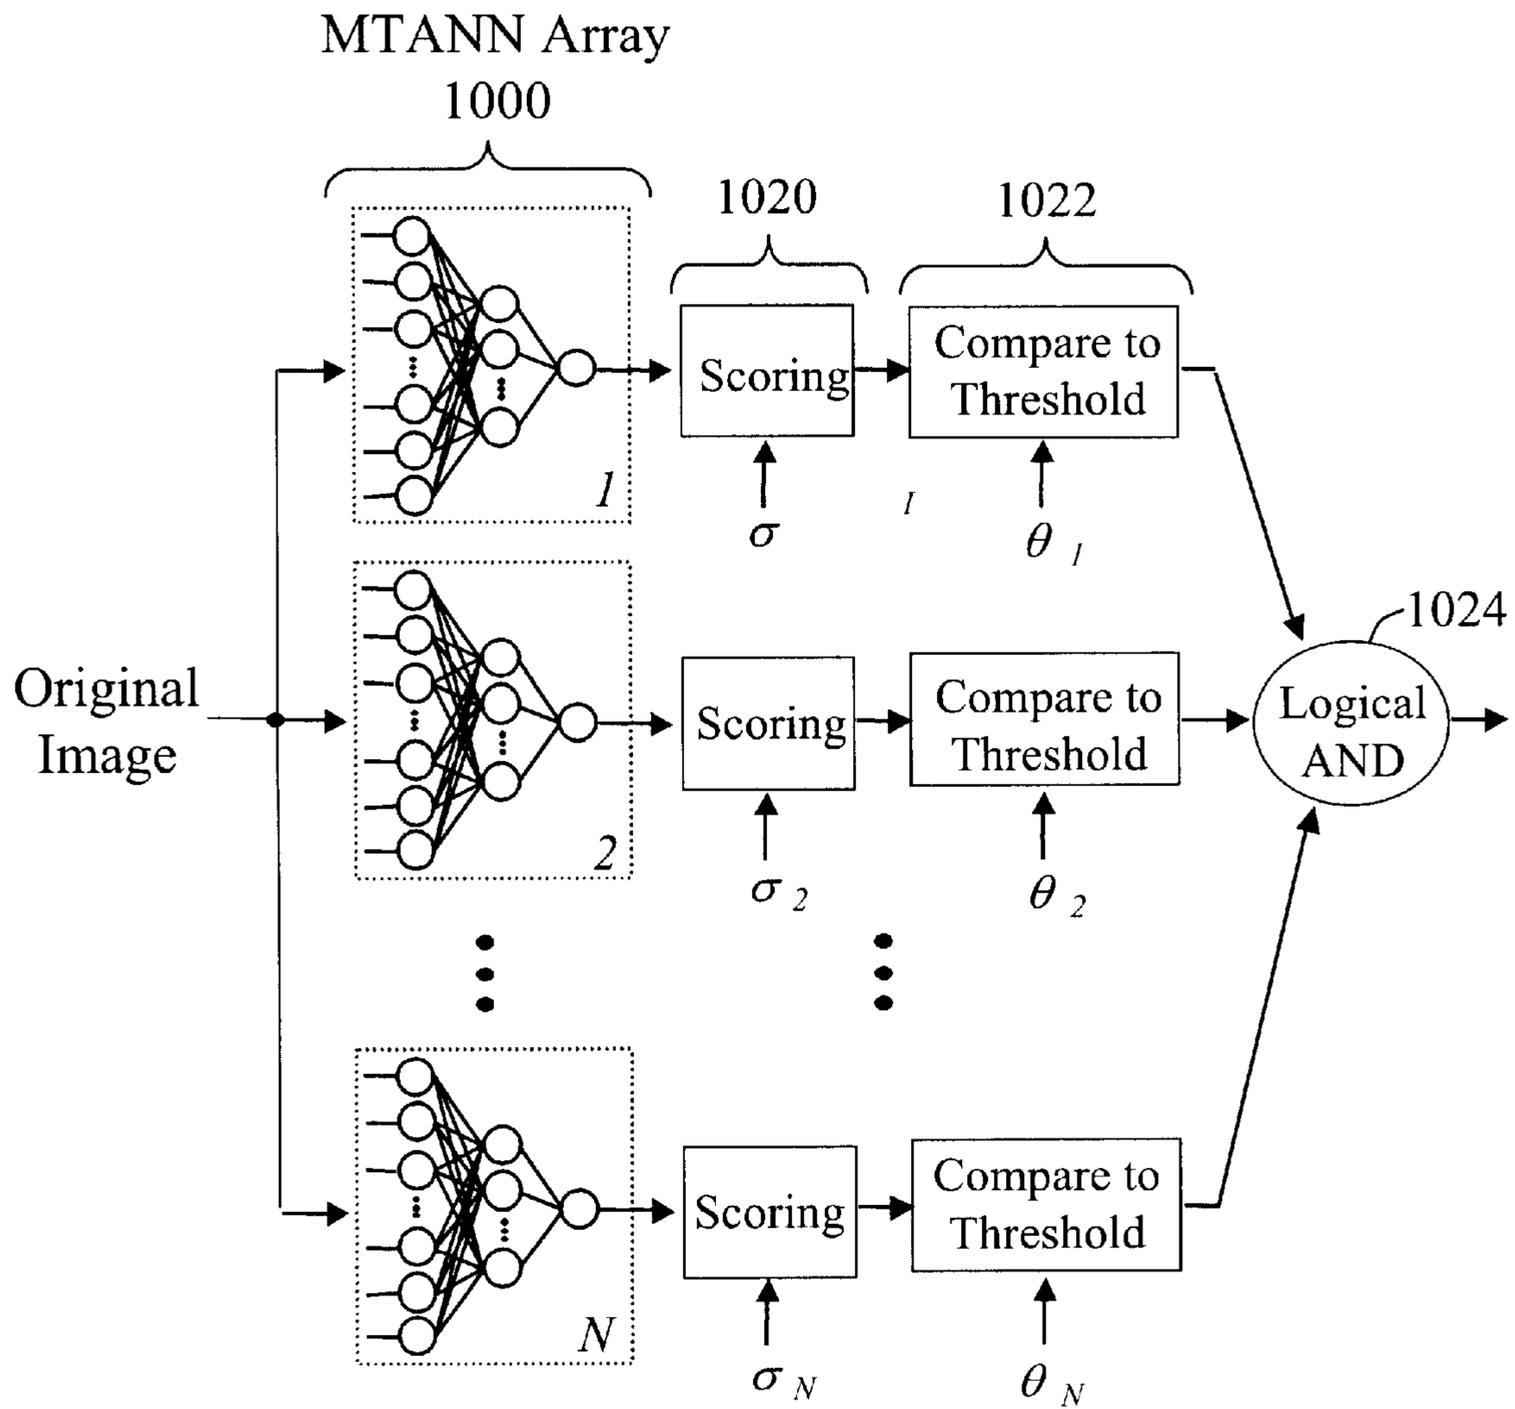 MTANN Array
1000
1020
1022
Scoring
Compare to
Threshold
1
σ
I
θ 1
1024
Original
Image
Scoring
Compare to
Threshold
Logical
AND
2
σ 2
θ 2
Scoring
Compare to
Threshold
N
σ N
θ N